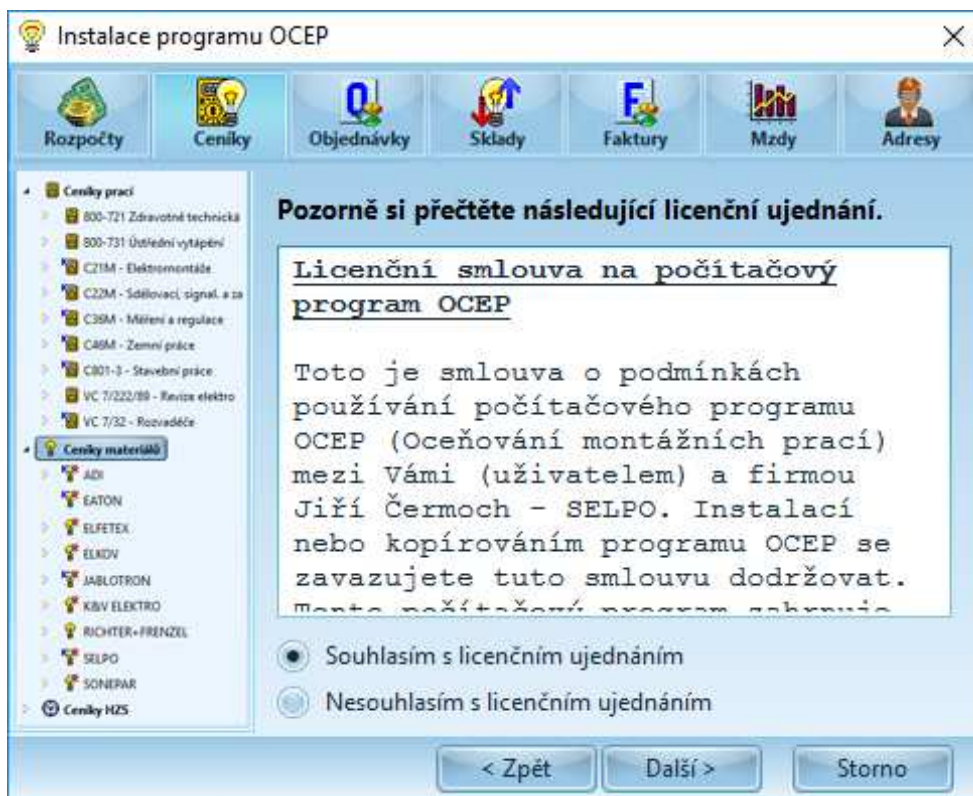 Instalace programu OCEP
Rozpočty Ceníky Objednávky Sklady Faktury Mzdy Adresy
Ceníky prací
800-721 Zdravotně technická
800-731 Ústřední vytápění
C21M - Elektromontáže
C22M - Sdělovací, signal. a za
C36M - Měření a regulace
C46M - Zemní práce
C801-3 - Stavební práce
VC 7/222/89 - Revize elektro
VC 7/32 - Rozvaděče
Ceníky materiálů
ADI
EATON
ELFETEX
ELKOV
JABLOTRON
K&V ELEKTRO
RICHTER+FRENZEL
SELPO
SONEPAR
Ceníky HZS
Pozorně si přečtěte následující licenční ujednání.
Licenční smlouva na počítačový
program OCEP
Toto je smlouva o podmínkách
používání počítačového programu
OCEP (Oceňování montážních prací)
mezi Vámi (uživatelem) a firmou
Jiří Čermoch - SELPO. Instalací
nebo kopírováním programu OCEP se
zavazujete tuto smlouvu dodržovat.
Tento počítačový program zahrnuje
Souhlasím s licenčním ujednáním
Nesouhlasím s licenčním ujednáním
< Zpět Další > Storno